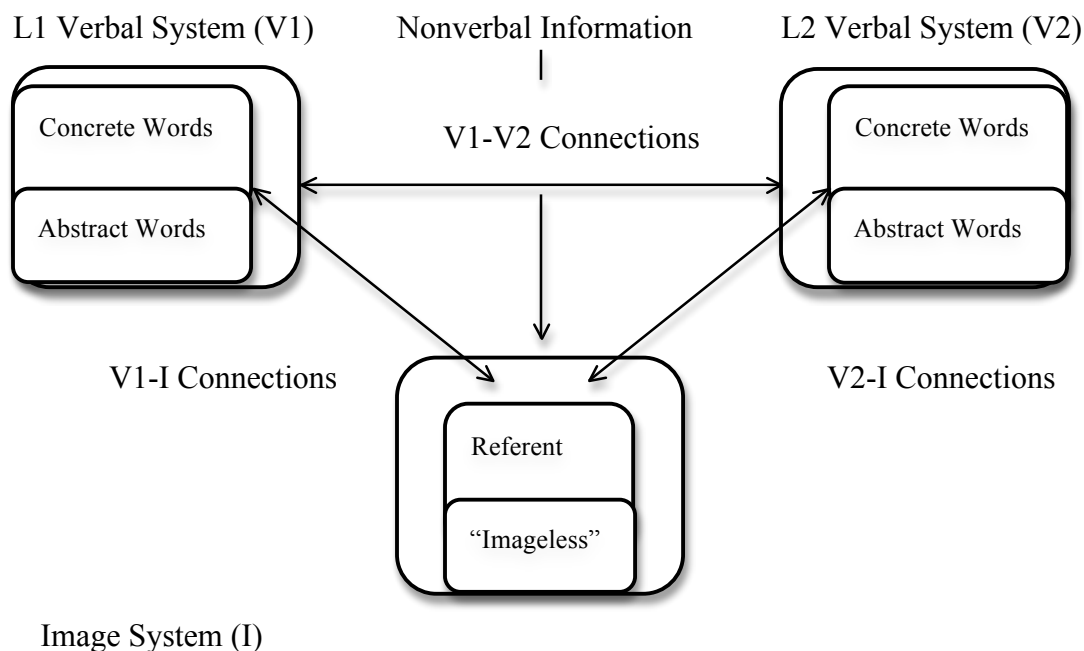 L1 Verbal System (V1)
Nonverbal Information
L2 Verbal System (V2)
Concrete Words
V1-V2 Connections
Concrete Words
Abstract Words
Abstract Words
V1-I Connections
V2-I Connections
Referent
“Imageless”
Image System (I)